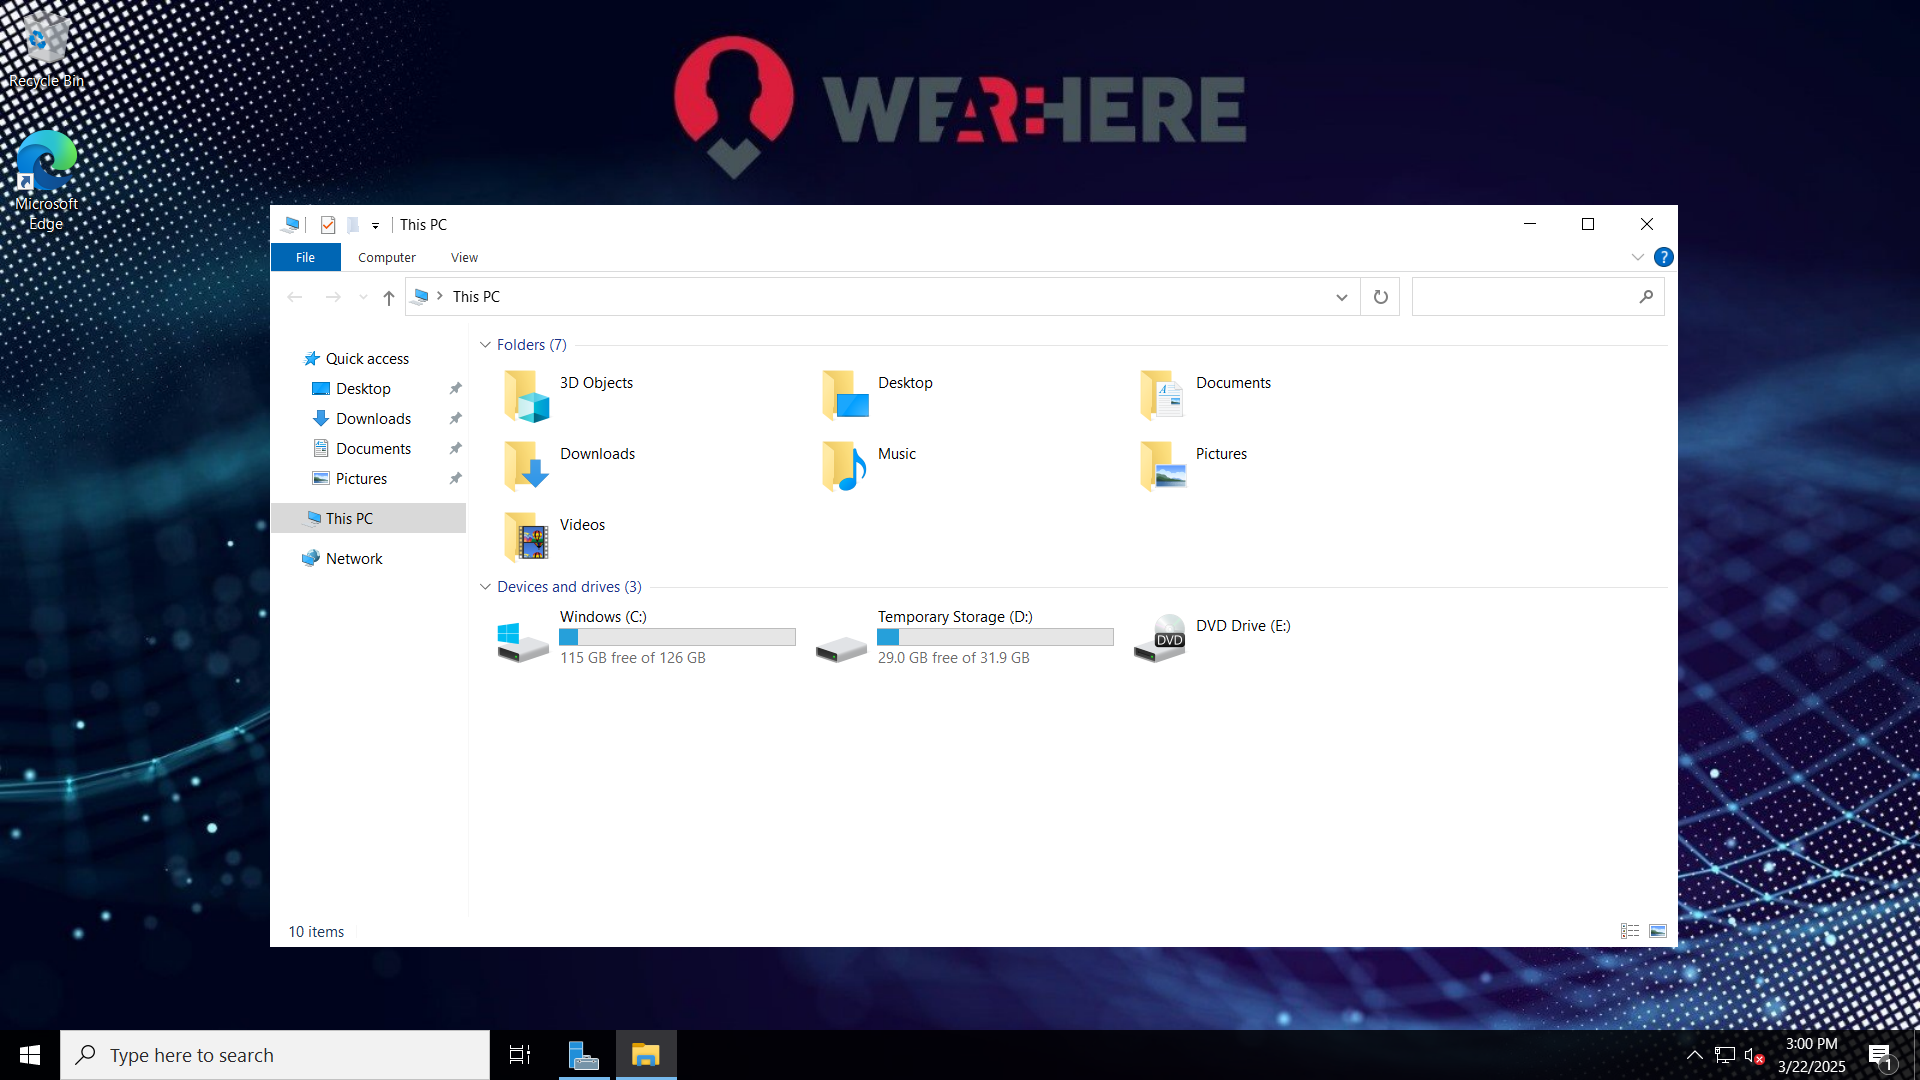 Recycle Bin
Microsoft
Edge
WEARHERE
This PC
File
Computer
View
?
This PC
Quick access
Desktop
Downloads
Documents
Pictures
This PC
Network
Folders (7)
3D Objects
Desktop
Documents
Downloads
Music
Pictures
Videos
Devices and drives (3)
Windows (C:)
115 GB free of 126 GB
Temporary Storage (D:)
29.0 GB free of 31.9 GB
DVD
DVD Drive (E:)
10 items
Type here to search
3:00 PM
3/22/2025
1